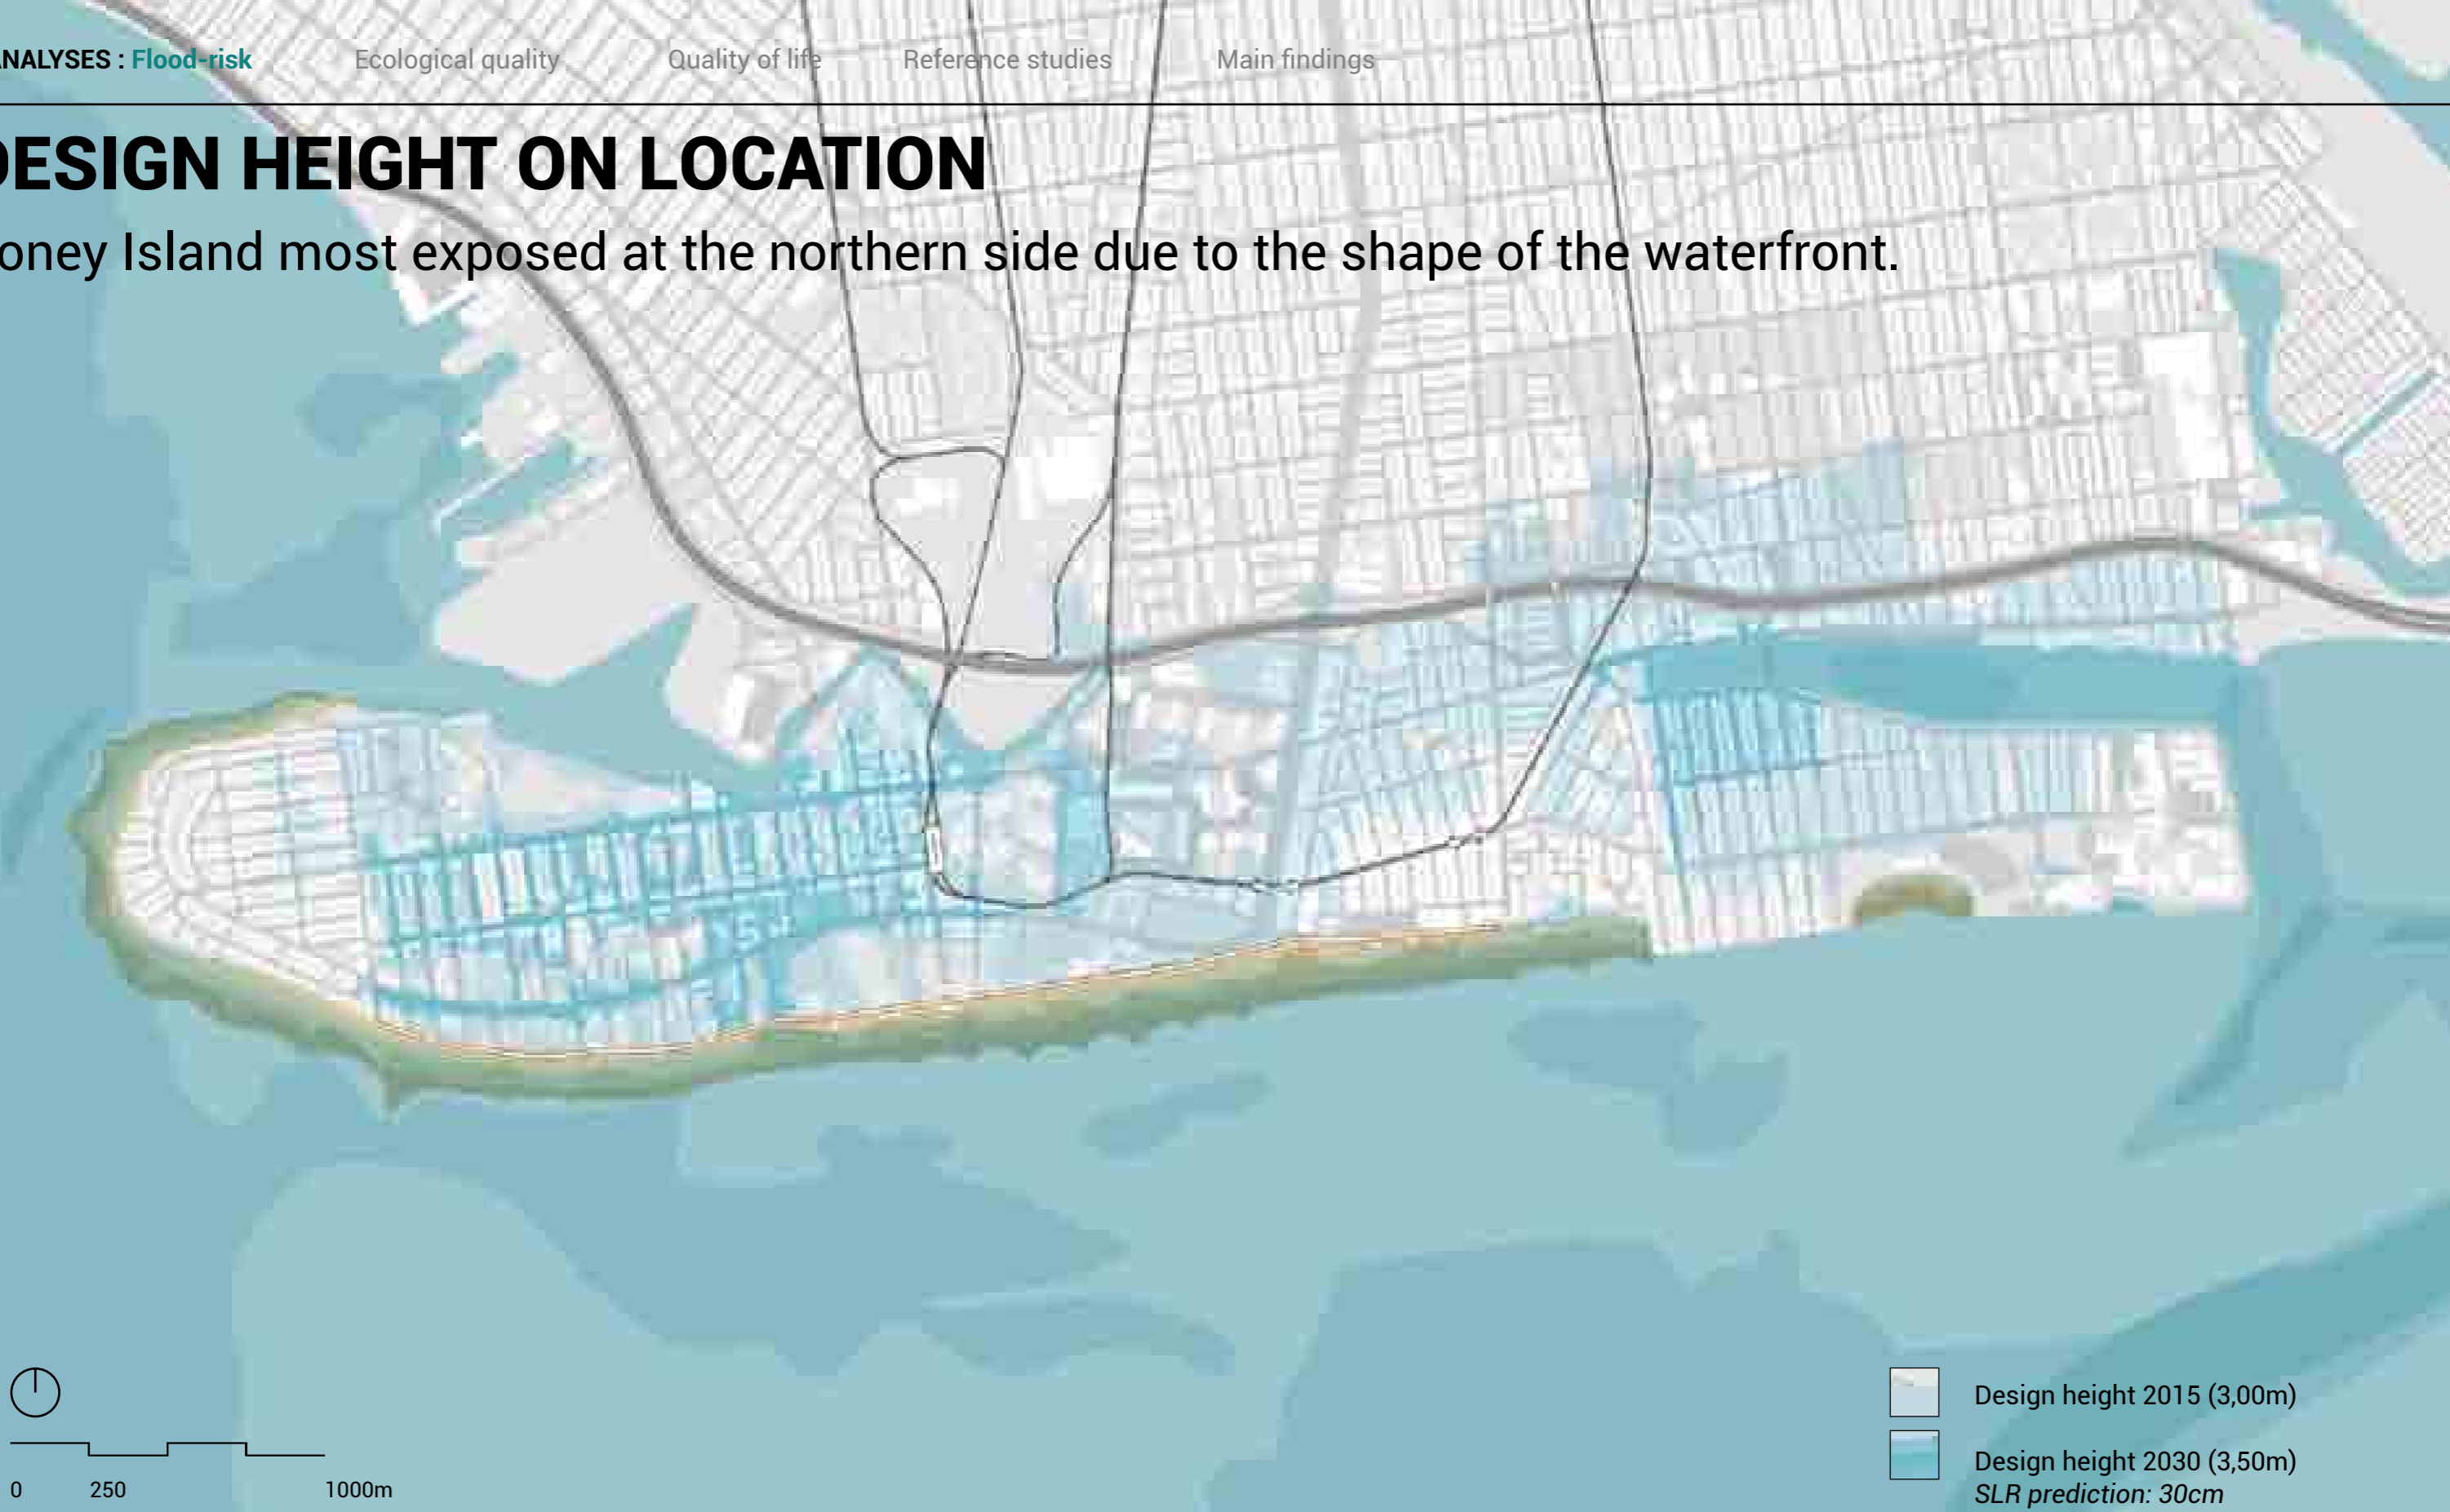 ANALYSES : Flood-risk Ecological quality Quality of life Reference studies Main findings
DESIGN HEIGHT ON LOCATION
oney Island most exposed at the northern side due to the shape of the waterfront.
Design height 2015 (3,00m)
Design height 2030 (3,50m)
SLR prediction: 30cm
0 250 1000m